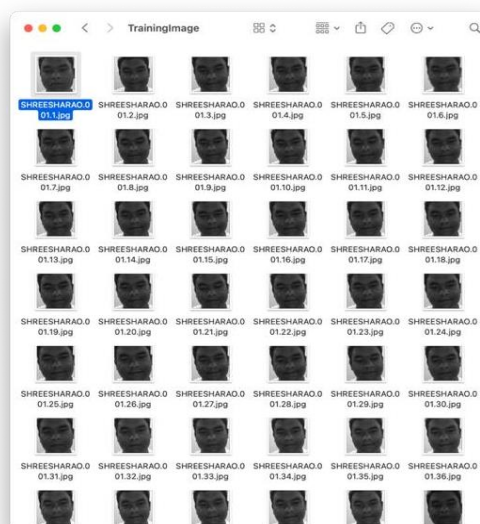 TrainingImage
SHREESHARAO.0 SHREESHARAO.0 SHREESHARAO.0 SHREESHARAO.0 SHREESHARAO.0 SHREESHARAO.0
01.1.jpg 01.2.jpg 01.3.jpg 01.4.jpg 01.5.jpg 01.6.jpg
SHREESHARAO.0 SHREESHARAO.0 SHREESHARAO.0 SHREESHARAO.0 SHREESHARAO.0 SHREESHARAO.0
01.7.jpg 01.8.jpg 01.9.jpg 01.10.jpg 01.11.jpg 01.12.jpg
SHREESHARAO.0 SHREESHARAO.0 SHREESHARAO.0 SHREESHARAO.0 SHREESHARAO.0 SHREESHARAO.0
01.13.jpg 01.14.jpg 01.15.jpg 01.16.jpg 01.17.jpg 01.18.jpg
SHREESHARAO.0 SHREESHARAO.0 SHREESHARAO.0 SHREESHARAO.0 SHREESHARAO.0 SHREESHARAO.0
01.19.jpg 01.20.jpg 01.21.jpg 01.22.jpg 01.23.jpg 01.24.jpg
SHREESHARAO.0 SHREESHARAO.0 SHREESHARAO.0 SHREESHARAO.0 SHREESHARAO.0 SHREESHARAO.0
01.25.jpg 01.26.jpg 01.27.jpg 01.28.jpg 01.29.jpg 01.30.jpg
SHREESHARAO.0 SHREESHARAO.0 SHREESHARAO.0 SHREESHARAO.0 SHREESHARAO.0 SHREESHARAO.0
01.31.jpg 01.32.jpg 01.33.jpg 01.34.jpg 01.35.jpg 01.36.jpg